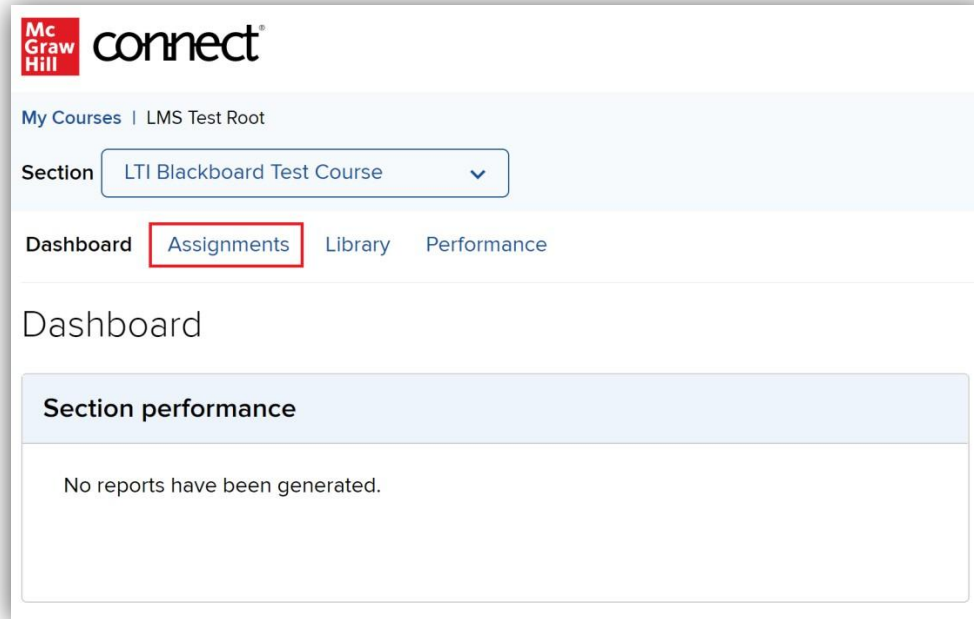 Mc
Graw
Hill
connect®
My Courses | LMS Test Root
Section LTI Blackboard Test Course
Dashboard Assignments Library Performance
Dashboard
Section performance
No reports have been generated.